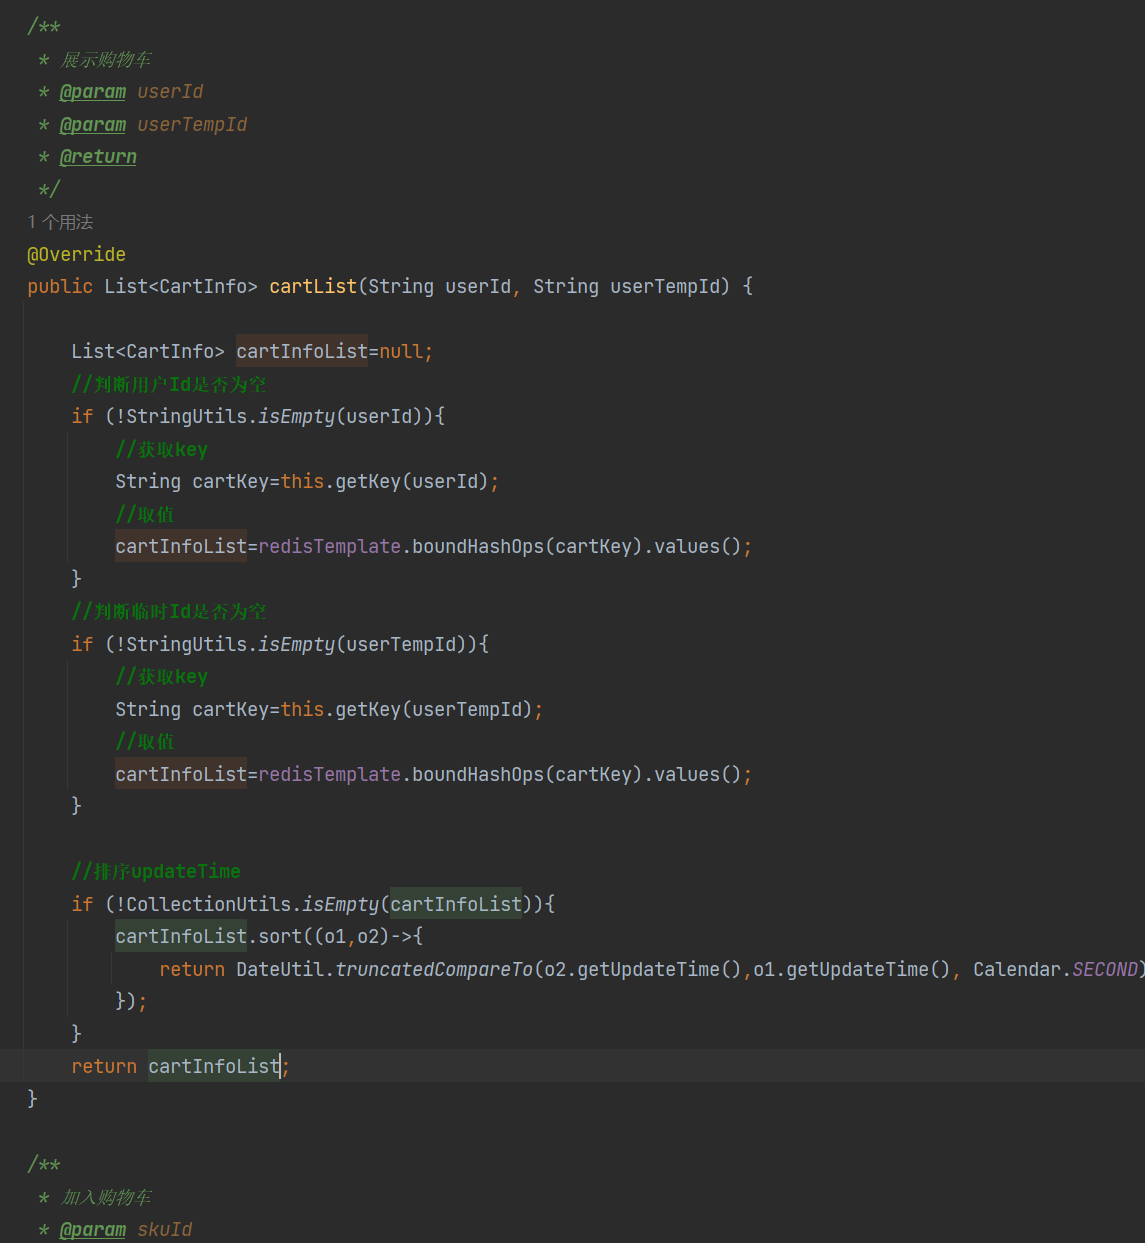 /**
 * 展示购物车
 * @param userId
 * @param userTempId
 * @return
 */
1 个用法
@Override
public List<CartInfo> cartList(String userId, String userTempId) {
    List<CartInfo> cartInfoList=null;
    //判断用户Id是否为空
    if (!StringUtils.isEmpty(userId)){
        //获取key
        String cartKey=this.getKey(userId);
        //取值
        cartInfoList=redisTemplate.boundHashOps(cartKey).values();
    }
    //判断临时Id是否为空
    if (!StringUtils.isEmpty(userTempId)){
        //获取key
        String cartKey=this.getKey(userTempId);
        //取值
        cartInfoList=redisTemplate.boundHashOps(cartKey).values();
    }
    //排序updateTime
    if (!CollectionUtils.isEmpty(cartInfoList)){
        cartInfoList.sort((o1,o2)->{
            return DateUtil.truncatedCompareTo(o2.getUpdateTime(),o1.getUpdateTime(), Calendar.SECOND)
        });
    }
    return cartInfoList;
}
/**
 * 加入购物车
 * @param skuId